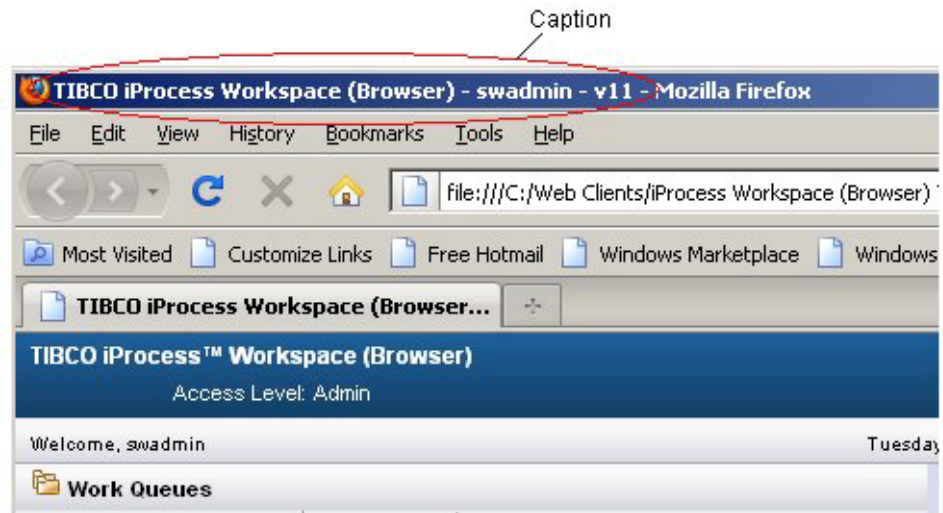 Caption
TIBCO iProcess Workspace (Browser) - swadmin - v11 - Mozilla Firefox
File Edit View History Bookmarks Tools Help
file:///C:/Web Clients/iProcess Workspace (Browser)
Most Visited Customize Links Free Hotmail Windows Marketplace Windows
TIBCO iProcess Workspace (Browser...
TIBCO iProcess™ Workspace (Browser)
Access Level: Admin
Welcome, swadmin Tuesday
Work Queues